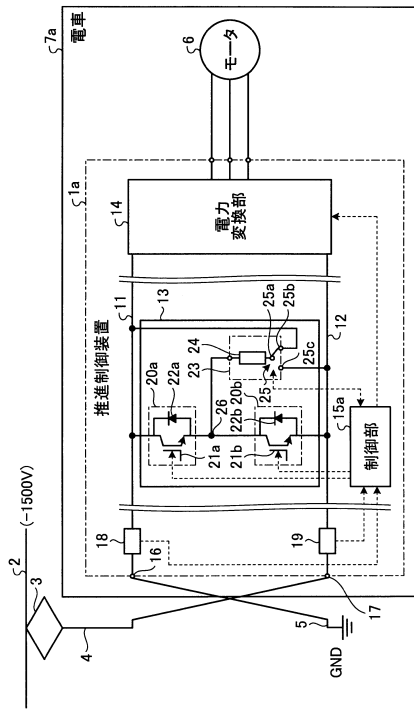 7a
電車
6
モータ
1a
推進制御装置
14
電力
変換部
11
13
12
20a
22a
21a
26
20b
22b
21b
23
24
25
25a
25b
25c
15a
制御部
18
19
16
17
2
(-1500V)
3
4
5
GND